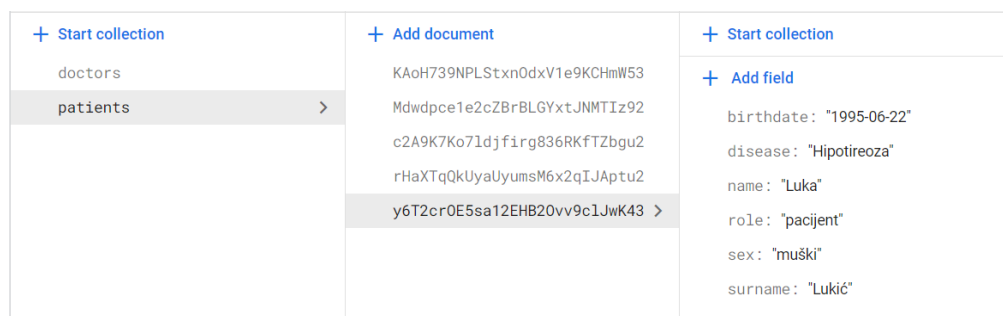 + Start collection
doctors
patients
+ Add document
KAoH739NPLStxnOdxV1e9KCHmW53
Mdwdpce1e2cZBrBLGYxtJNMTIz92
c2A9K7Ko7ldjfirg836RKfTZbgu2
rHaXTqQkUyaUyumsM6x2qIJAptu2
y6T2crOE5sa12EHB2Ovv9clJwK43
+ Start collection
+ Add field
birthdate: "1995-06-22"
disease: "Hipotireoza"
name: "Luka"
role: "pacijent"
sex: "muški"
surname: "Lukić"